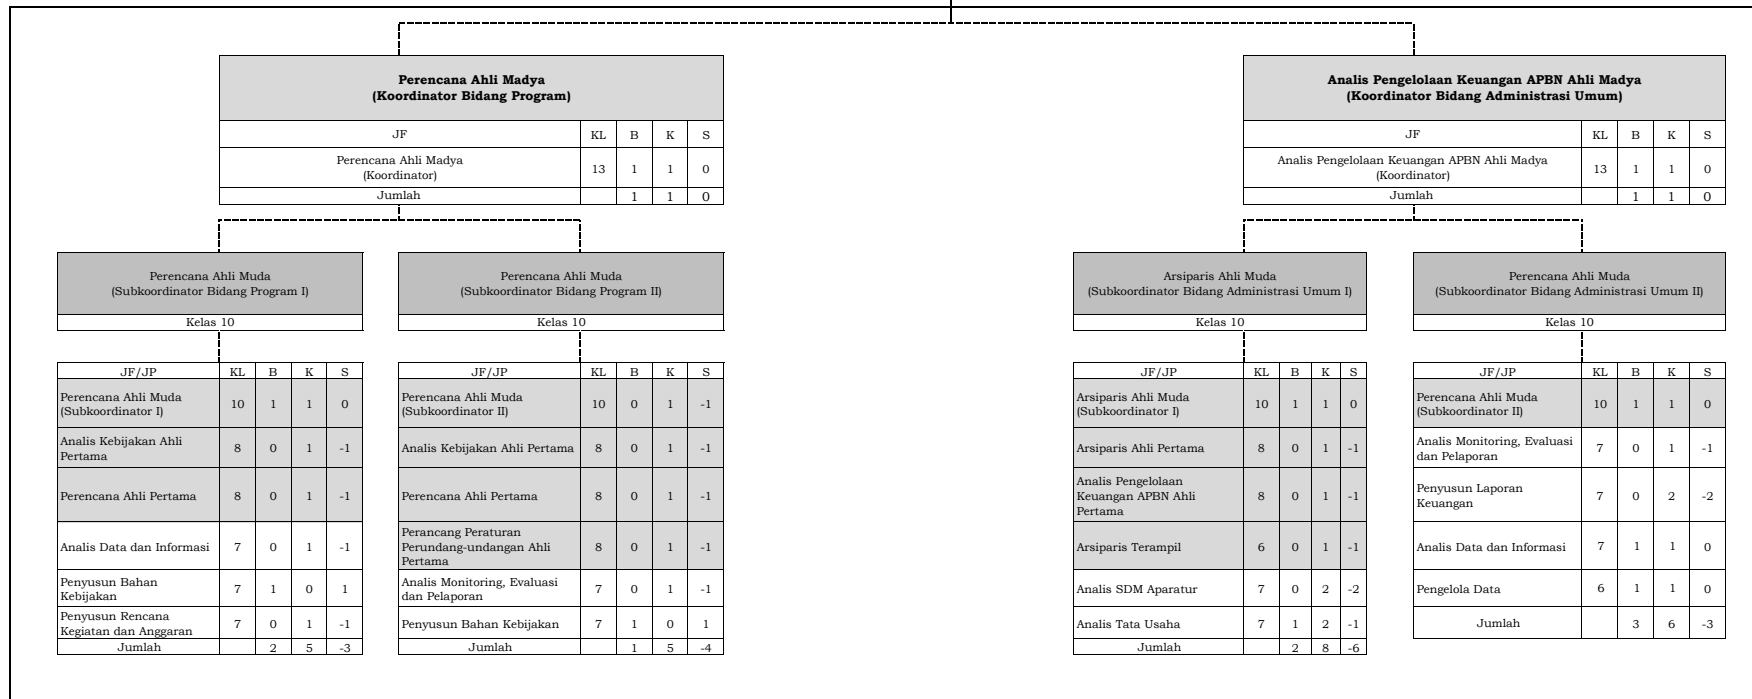 Perencana Ahli Madya
(Koordinator Bidang Program)
JF KL B K S
Perencana Ahli Madya
(Koordinator) 13 1 1 0
Jumlah 1 1 0
Analis Pengelolaan Keuangan APBN Ahli Madya
(Koordinator Bidang Administrasi Umum)
JF KL B K S
Analis Pengelolaan Keuangan APBN Ahli Madya
(Koordinator) 13 1 1 0
Jumlah 1 1 0
Perencana Ahli Muda
(Subkoordinator Bidang Program I)
Kelas 10
JF/JP KL B K S
Perencana Ahli Muda
(Subkoordinator I) 10 1 1 0
Analis Kebijakan Ahli
Pertama 8 0 1 -1
Perencana Ahli Pertama 8 0 1 -1
Analis Data dan Informasi 7 0 1 -1
Penyusun Bahan
Kebijakan 7 1 0 1
Penyusun Rencana
Kegiatan dan Anggaran 7 0 1 -1
Jumlah 2 5 -3
Perencana Ahli Muda
(Subkoordinator Bidang Program II)
Kelas 10
JF/JP KL B K S
Perencana Ahli Muda
(Subkoordinator II) 10 0 1 -1
Analis Kebijakan Ahli Pertama 8 0 1 -1
Perencana Ahli Pertama 8 0 1 -1
Perancang Peraturan
Perundang-undangan Ahli
Pertama 8 0 1 -1
Analis Monitoring, Evaluasi
dan Pelaporan 7 0 1 -1
Penyusun Bahan Kebijakan 7 1 0 1
Jumlah 1 5 -4
Arsiparis Ahli Muda
(Subkoordinator Bidang Administrasi Umum I)
Kelas 10
JF/JP KL B K S
Arsiparis Ahli Muda
(Subkoordinator I) 10 1 1 0
Arsiparis Ahli Pertama 8 0 1 -1
Analis Pengelolaan
Keuangan APBN Ahli
Pertama 8 0 1 -1
Arsiparis Terampil 6 0 1 -1
Analis SDM Aparatur 7 0 2 -2
Analis Tata Usaha 7 1 2 -1
Jumlah 2 8 -6
Perencana Ahli Muda
(Subkoordinator Bidang Administrasi Umum II)
Kelas 10
JF/JP KL B K S
Perencana Ahli Muda
(Subkoordinator II) 10 1 1 0
Analis Monitoring, Evaluasi
dan Pelaporan 7 0 1 -1
Penyusun Laporan
Keuangan 7 0 2 -2
Analis Data dan Informasi 7 1 1 0
Pengelola Data 6 1 1 0
Jumlah 3 6 -3